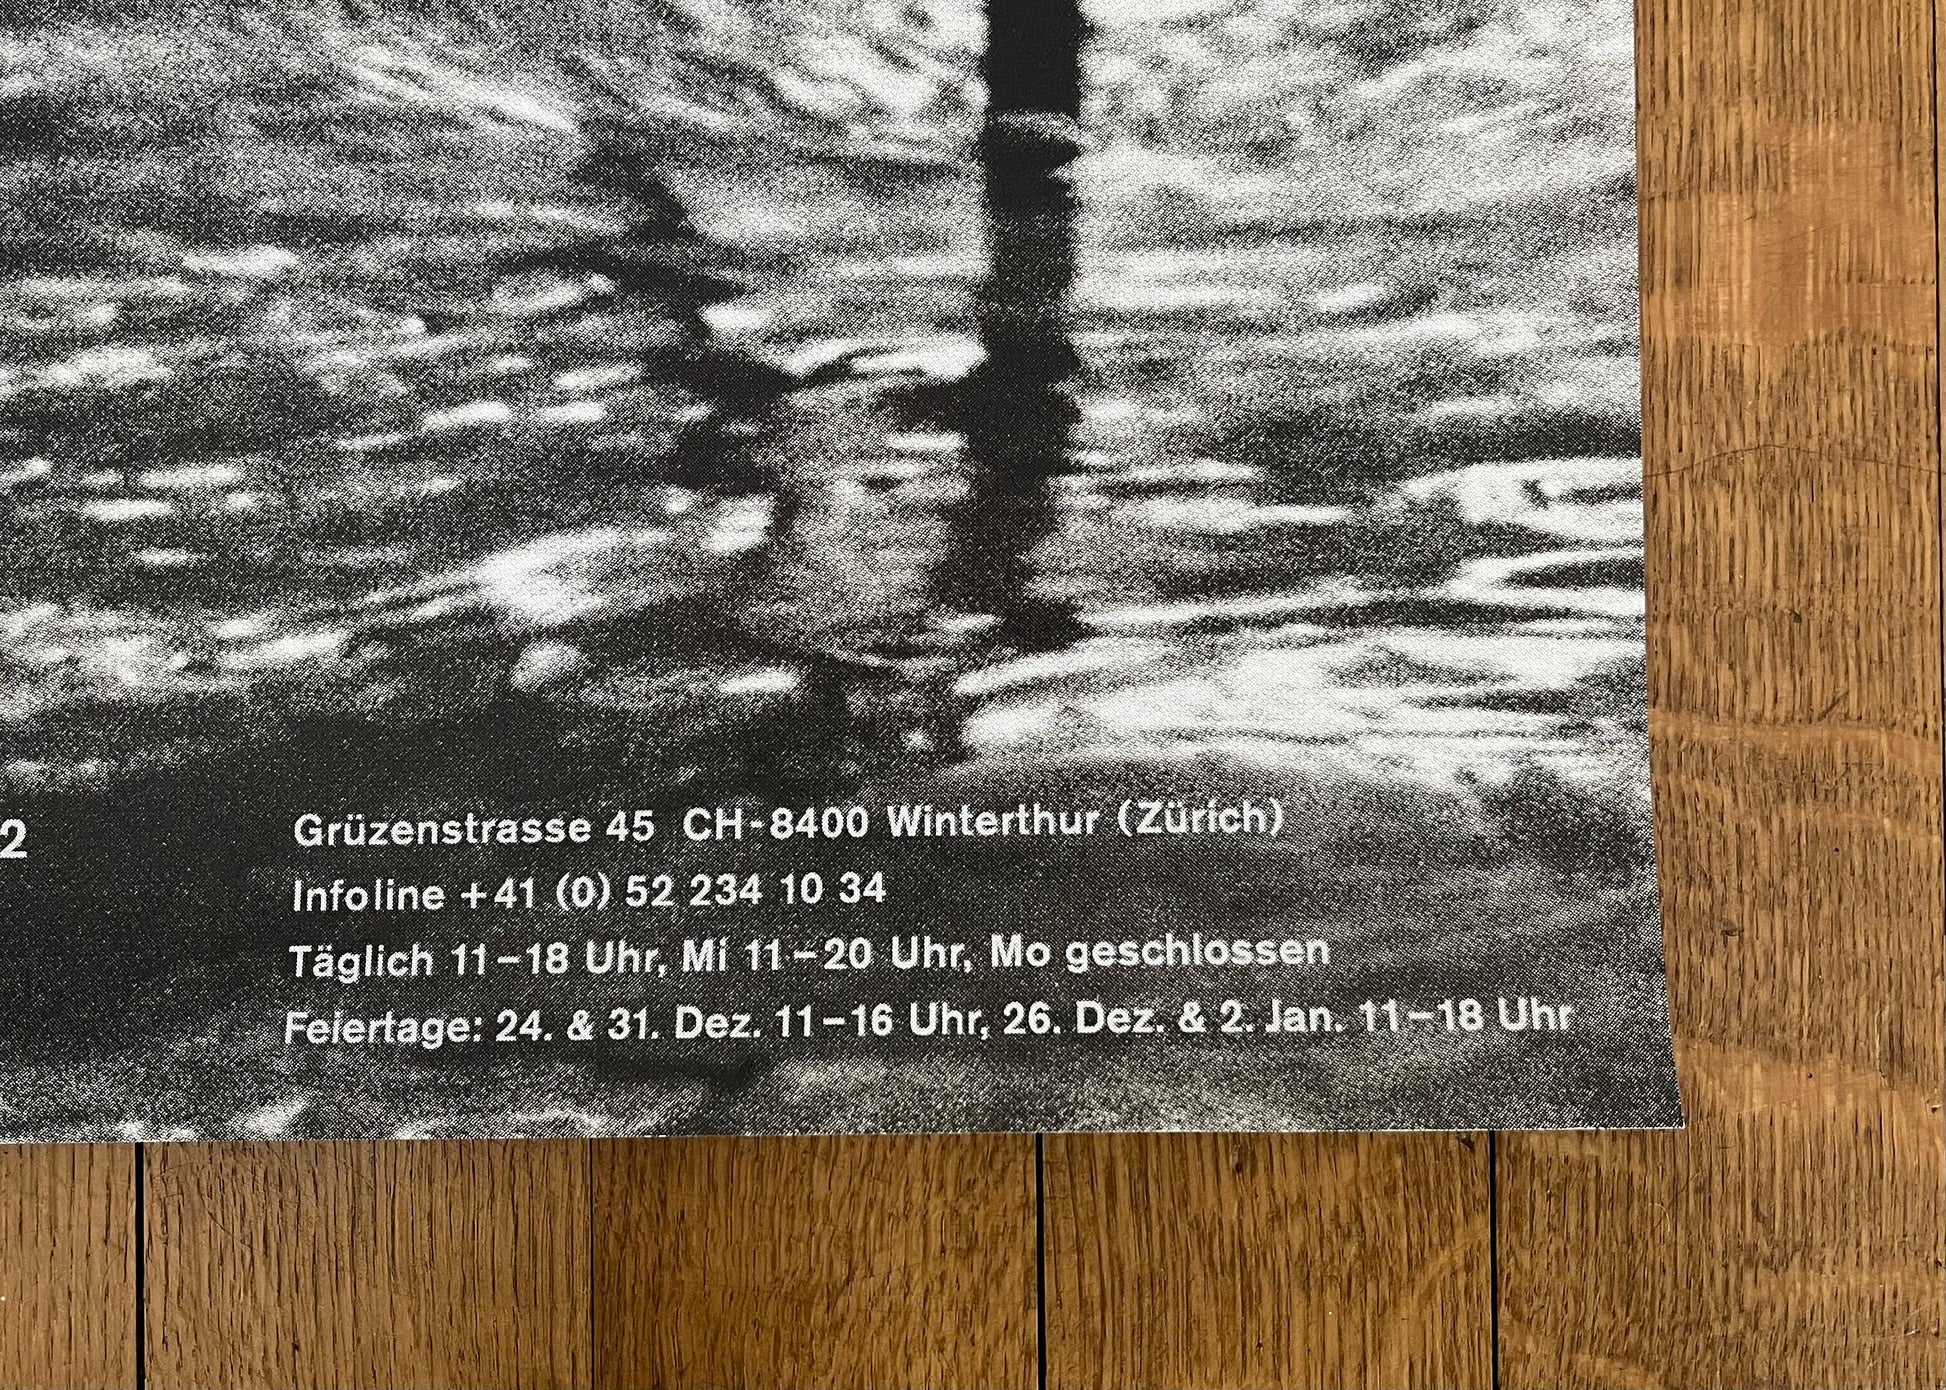 2
Grüzenstrasse 45 CH-8400 Winterthur (Zürich)
Infoline +41 (0) 52 234 10 34
Täglich 11–18 Uhr, Mi 11–20 Uhr, Mo geschlossen
Feiertage: 24. & 31. Dez. 11–16 Uhr, 26. Dez. & 2. Jan. 11–18 Uhr